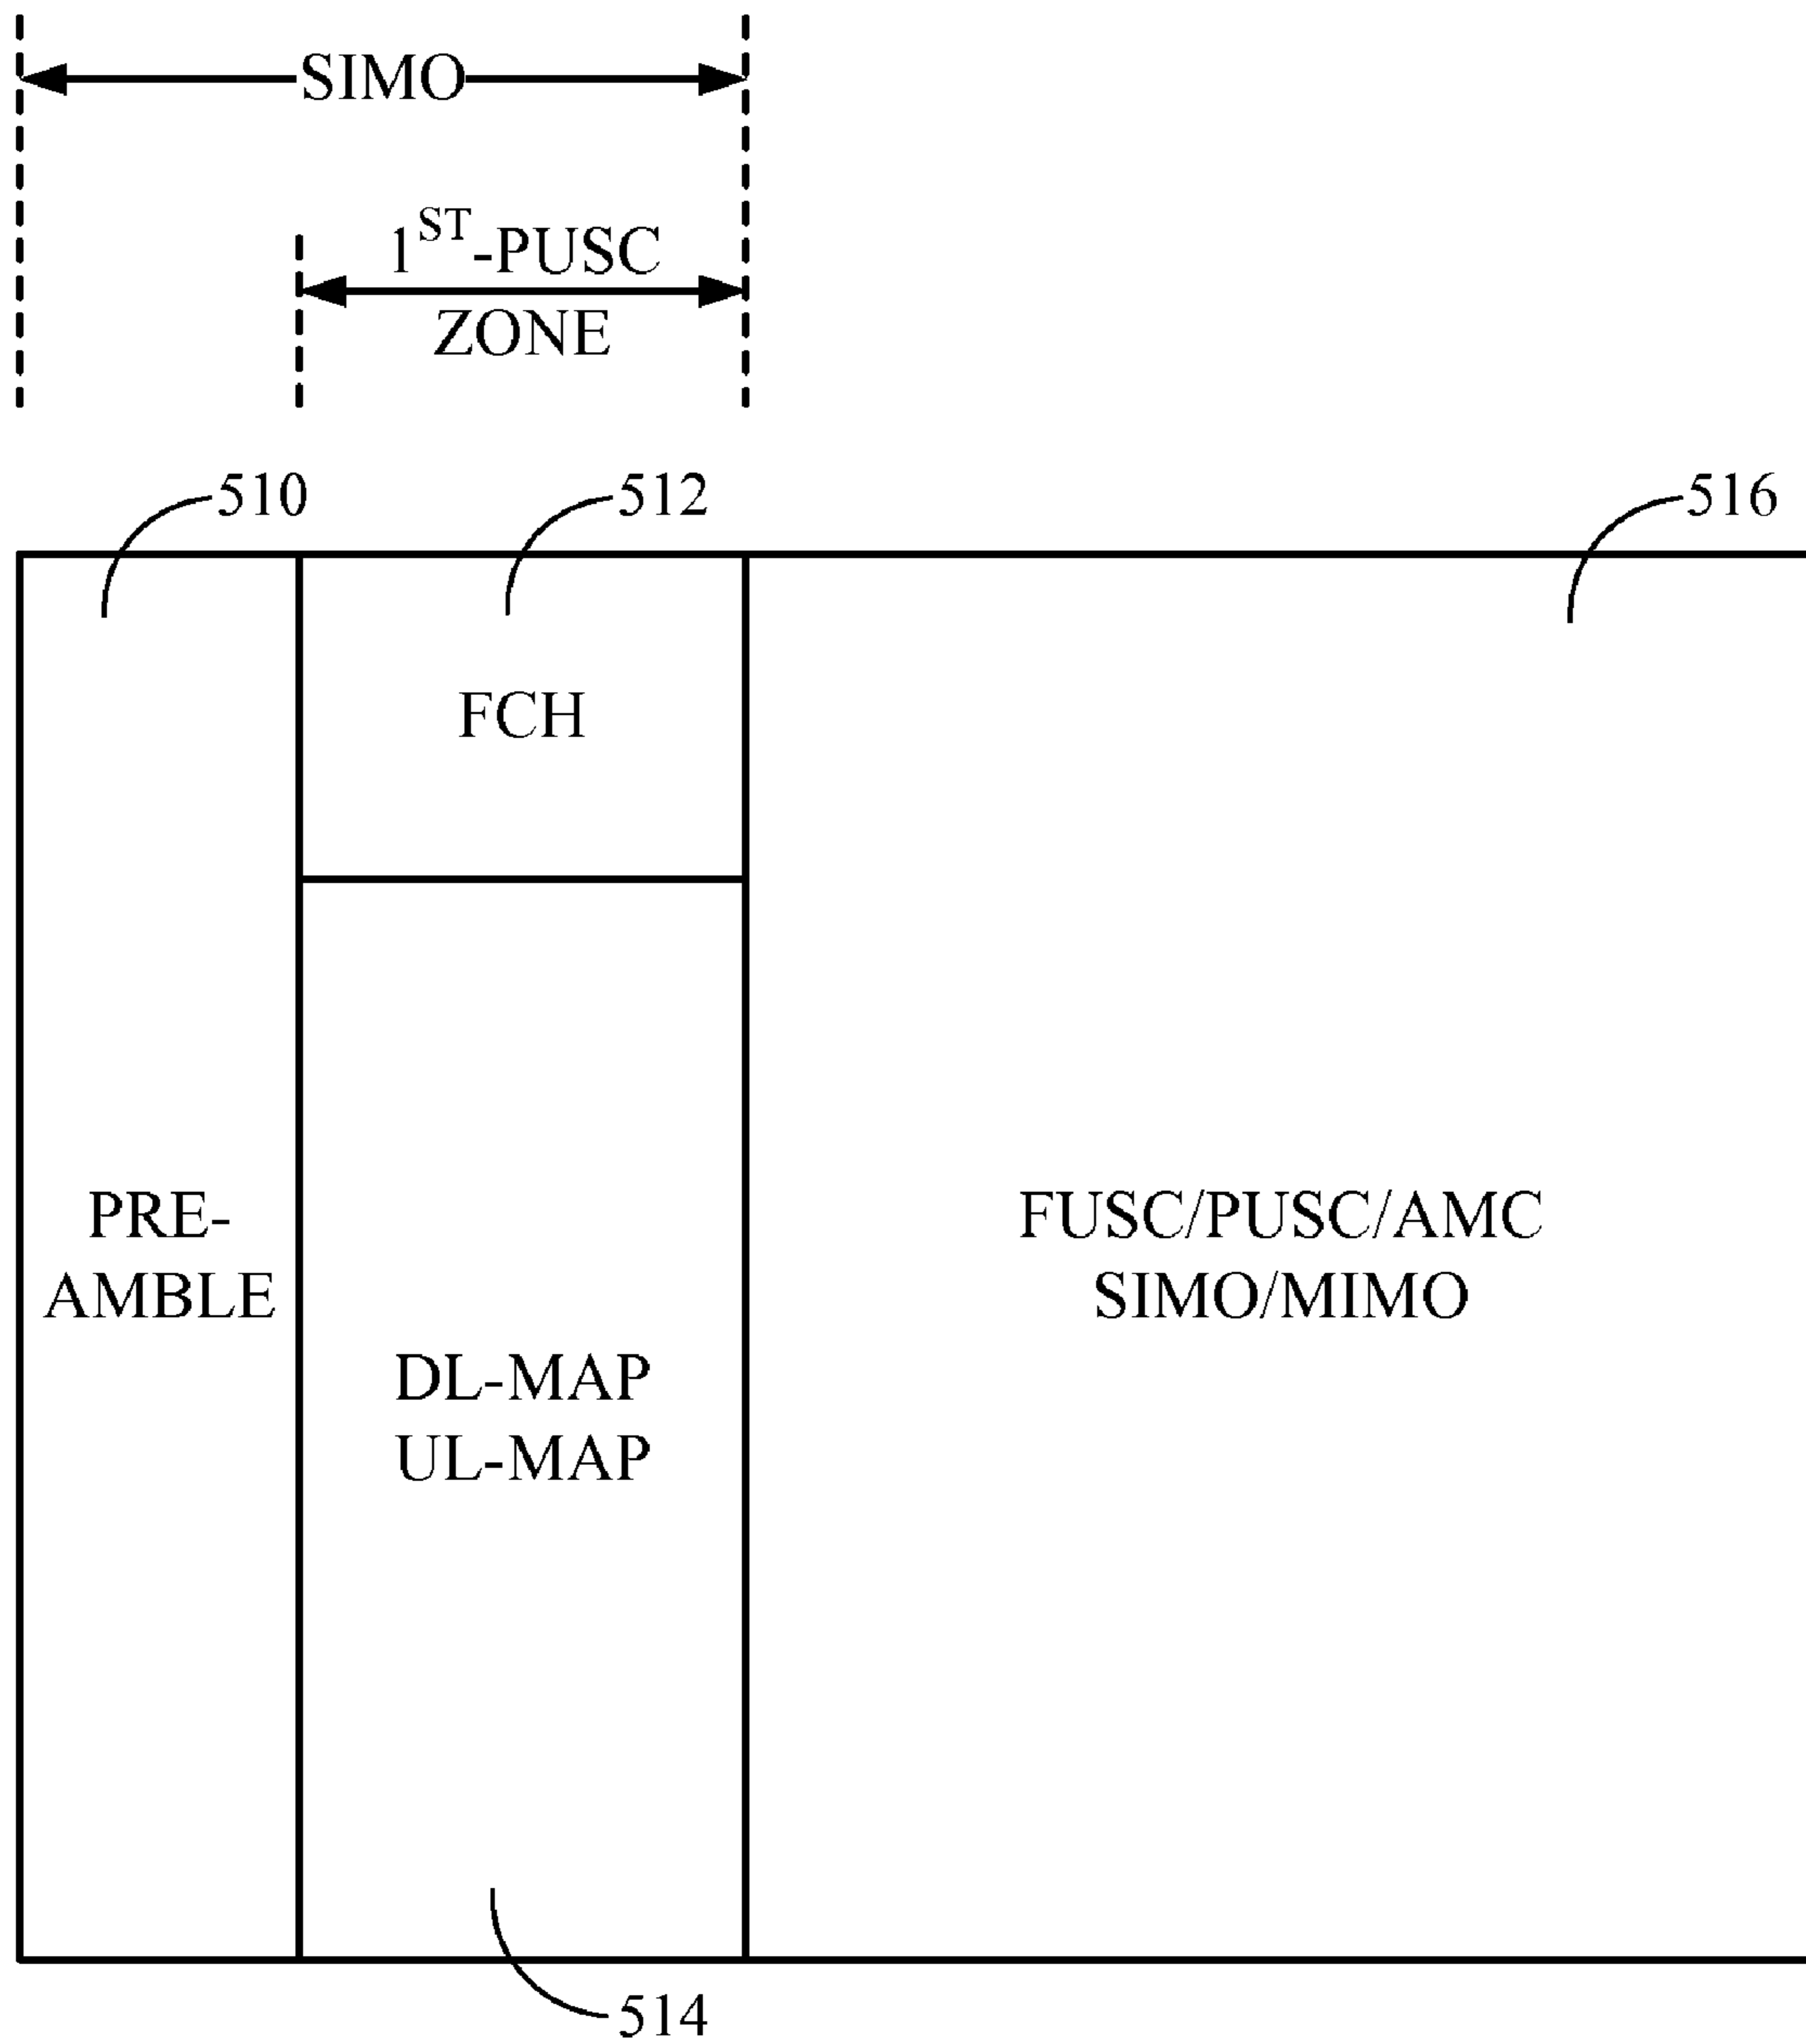 SIMO
1ST-PUSC
ZONE
510
512
516
FCH
PRE-
AMBLE
FUSC/PUSC/AMC
SIMO/MIMO
DL-MAP
UL-MAP
514